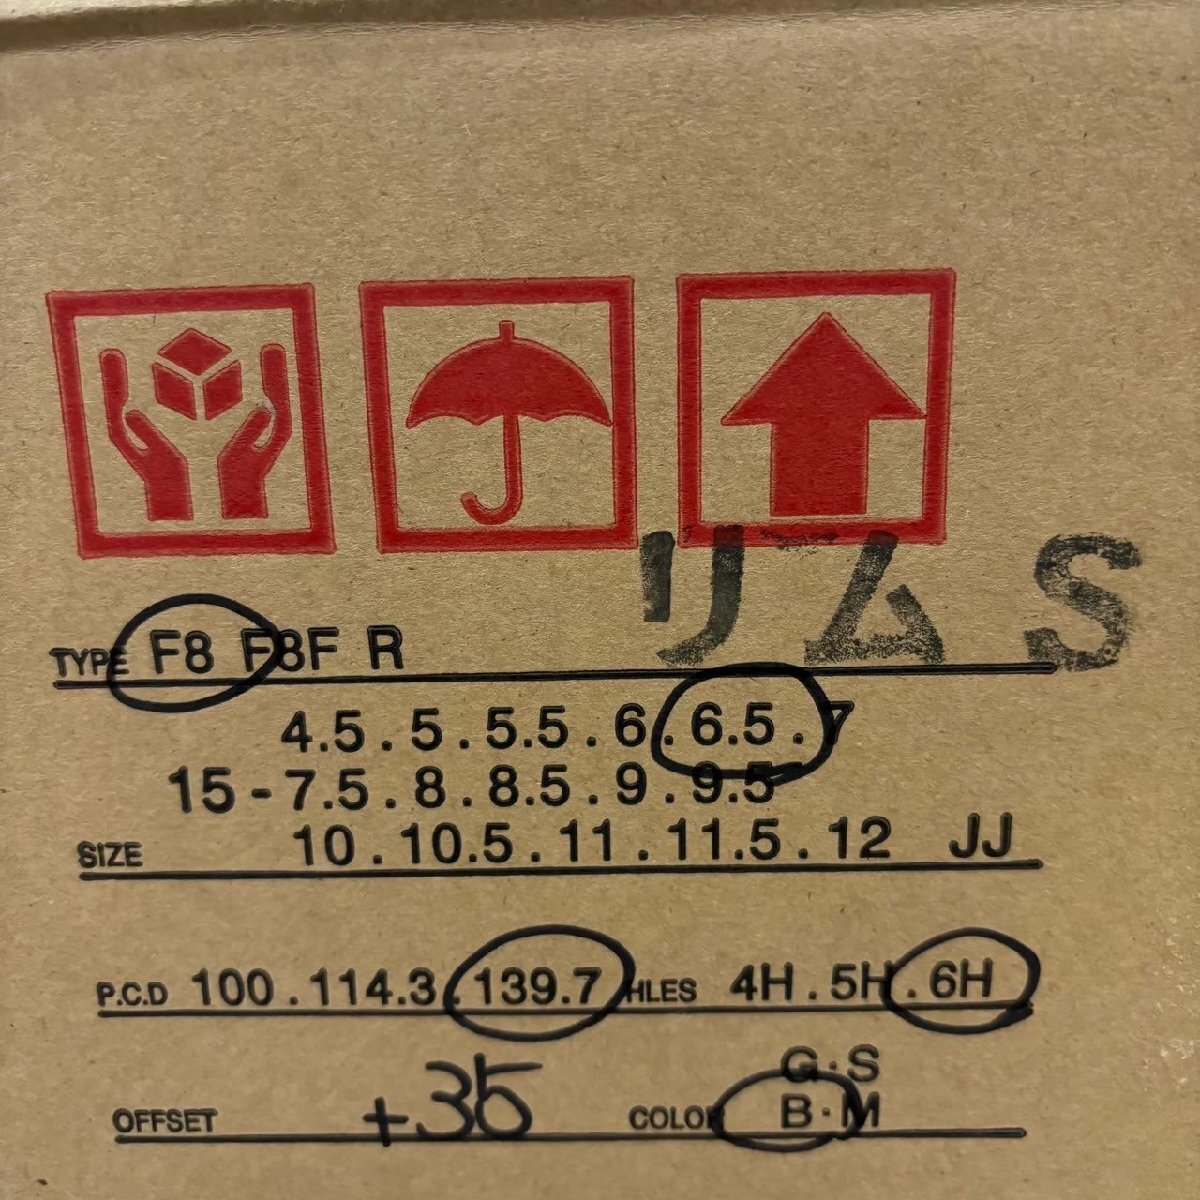 リム S
TYPE F8 F8F R
4.5 . 5 . 5.5 . 6 . 6.5 . 7
15 - 7.5 . 8 . 8.5 . 9 . 9.5
SIZE 10 . 10.5 . 11 . 11.5 . 12 JJ
P.C.D 100 . 114.3 . 139.7 HLES 4H . 5H . 6H
G·S
OFFSET +35 COLOR B·M